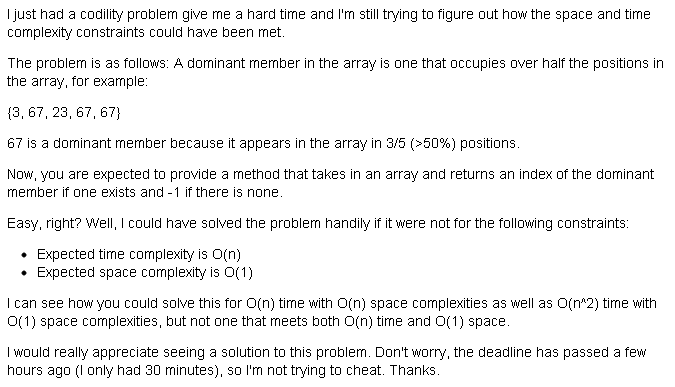 I just had a codility problem give me a hard time and I'm still trying to figure out how the space and time
complexity constraints could have been met.
The problem is as follows: A dominant member in the array is one that occupies over half the positions in
the array, for example:
{3, 67, 23, 67, 67}
67 is a dominant member because it appears in the array in 3/5 (>50%) positions.
Now, you are expected to provide a method that takes in an array and returns an index of the dominant
member if one exists and -1 if there is none.
Easy, right? Well, I could have solved the problem handily if it were not for the following constraints:
• Expected time complexity is O(n)
• Expected space complexity is O(1)
I can see how you could solve this for O(n) time with O(n) space complexities as well as O(n^2) time with
O(1) space complexities, but not one that meets both O(n) time and O(1) space.
I would really appreciate seeing a solution to this problem. Don't worry, the deadline has passed a few
hours ago (I only had 30 minutes), so I'm not trying to cheat. Thanks.